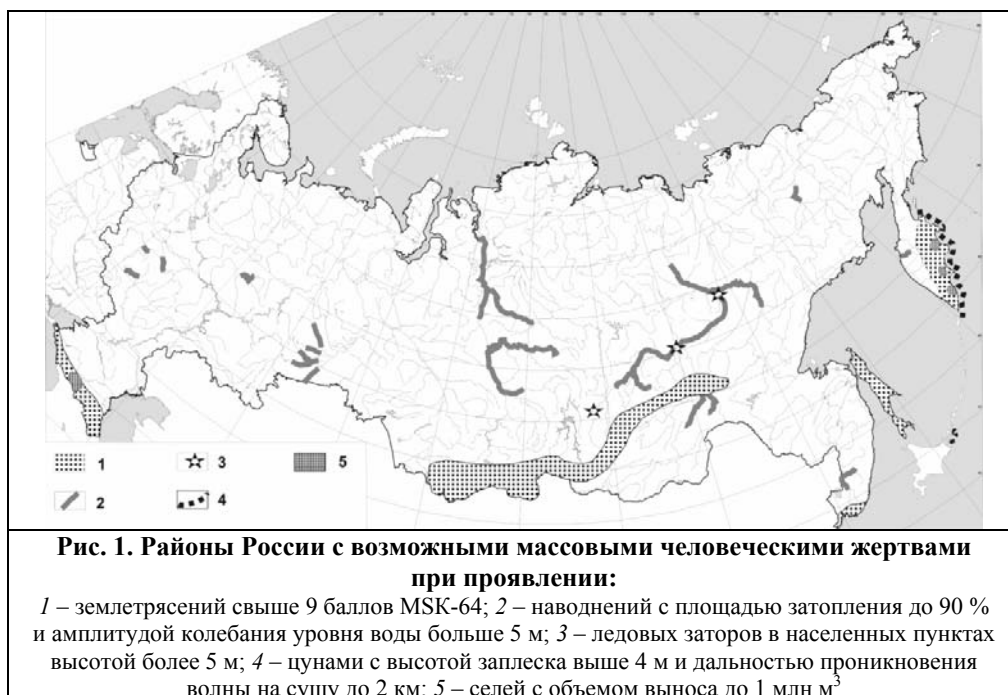 1
3
5
2
4
Рис. 1. Районы России с возможными массовыми человеческими жертвами
при проявлении:
1 – землетрясений свыше 9 баллов MSK-64; 2 – наводнений с площадью затопления до 90 %
и амплитудой колебания уровня воды больше 5 м; 3 – ледовых заторов в населенных пунктах
высотой более 5 м; 4 – цунами с высотой заплеска выше 4 м и дальностью проникновения
волны на сушу до 2 км; 5 – селей с объемом выноса до 1 млн м³